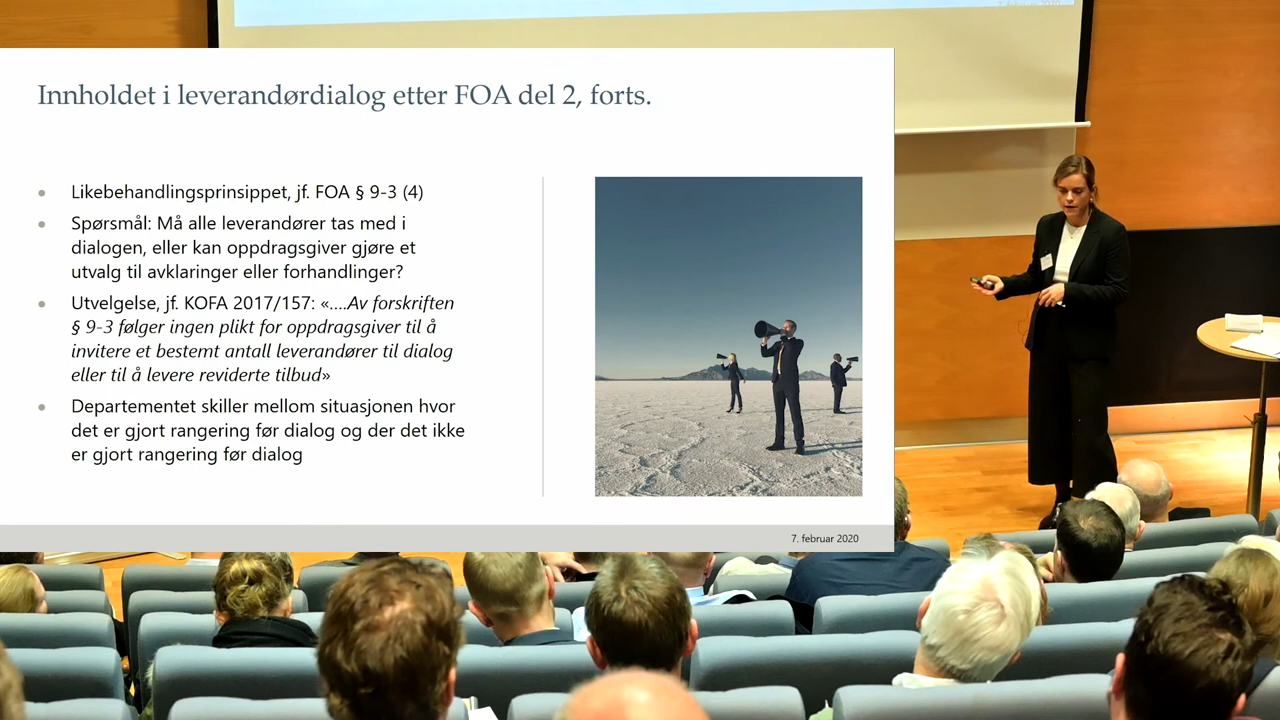 Innholdet i leverandørdialog etter FOA del 2, forts.
• Likebehandlingsprinsippet, jf. FOA § 9-3 (4)
• Spørsmål: Må alle leverandører tas med i
dialogen, eller kan oppdragsgiver gjøre et
utvalg til avklaringer eller forhandlinger?
• Utvelgelse, jf. KOFA 2017/157: «....Av forskriften
§ 9-3 følger ingen plikt for oppdragsgiver til å
invitere et bestemt antall leverandører til dialog
eller til å levere reviderte tilbud»
• Departementet skiller mellom situasjonen hvor
det er gjort rangering før dialog og der det ikke
er gjort rangering før dialog
7. februar 2020